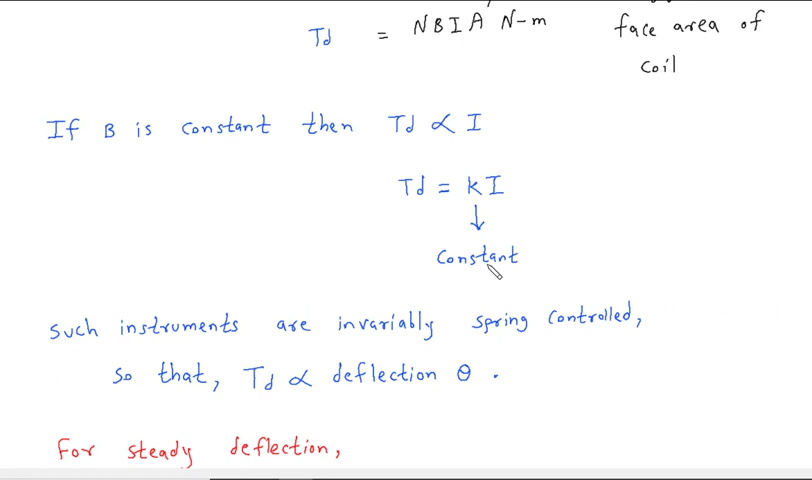 Td = NBIA N-m face area of
coil
If B is constant then Td ∝ I
Td = KI
↓
Constant
Such instruments are invariably spring controlled,
so that, Td ∝ deflection θ.
For steady deflection,